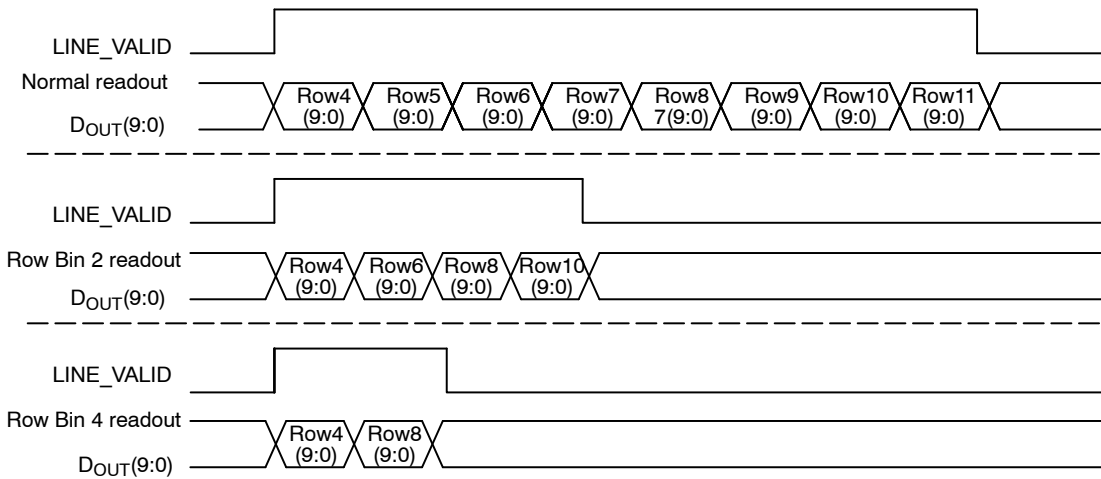 LINE_VALID
Normal readout
Row4 Row5 Row6 Row7 Row8 Row9 Row10 Row11
(9:0) (9:0) (9:0) (9:0) 7(9:0) (9:0) (9:0) (9:0)
DOUT(9:0)
LINE_VALID
Row Bin 2 readout
Row4 Row6 Row8 Row10
(9:0) (9:0) (9:0) (9:0)
DOUT(9:0)
LINE_VALID
Row Bin 4 readout
Row4 Row8
(9:0) (9:0)
DOUT(9:0)